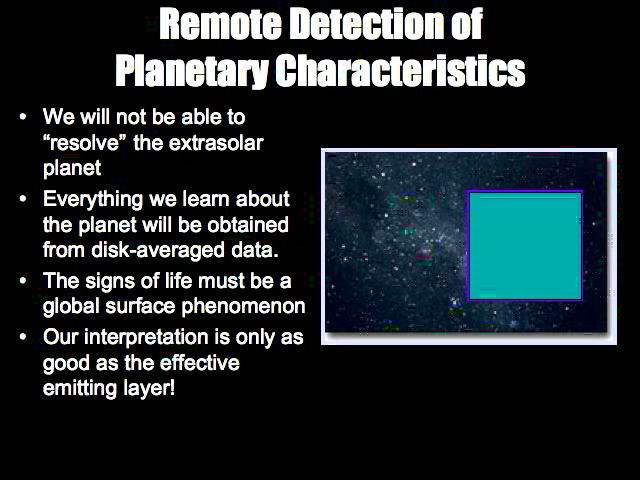 Remote Detection of
Planetary Characteristics
• We will not be able to
“resolve” the extrasolar
planet
• Everything we learn about
the planet will be obtained
from disk-averaged data.
• The signs of life must be a
global surface phenomenon
• Our interpretation is only as
good as the effective
emitting layer!